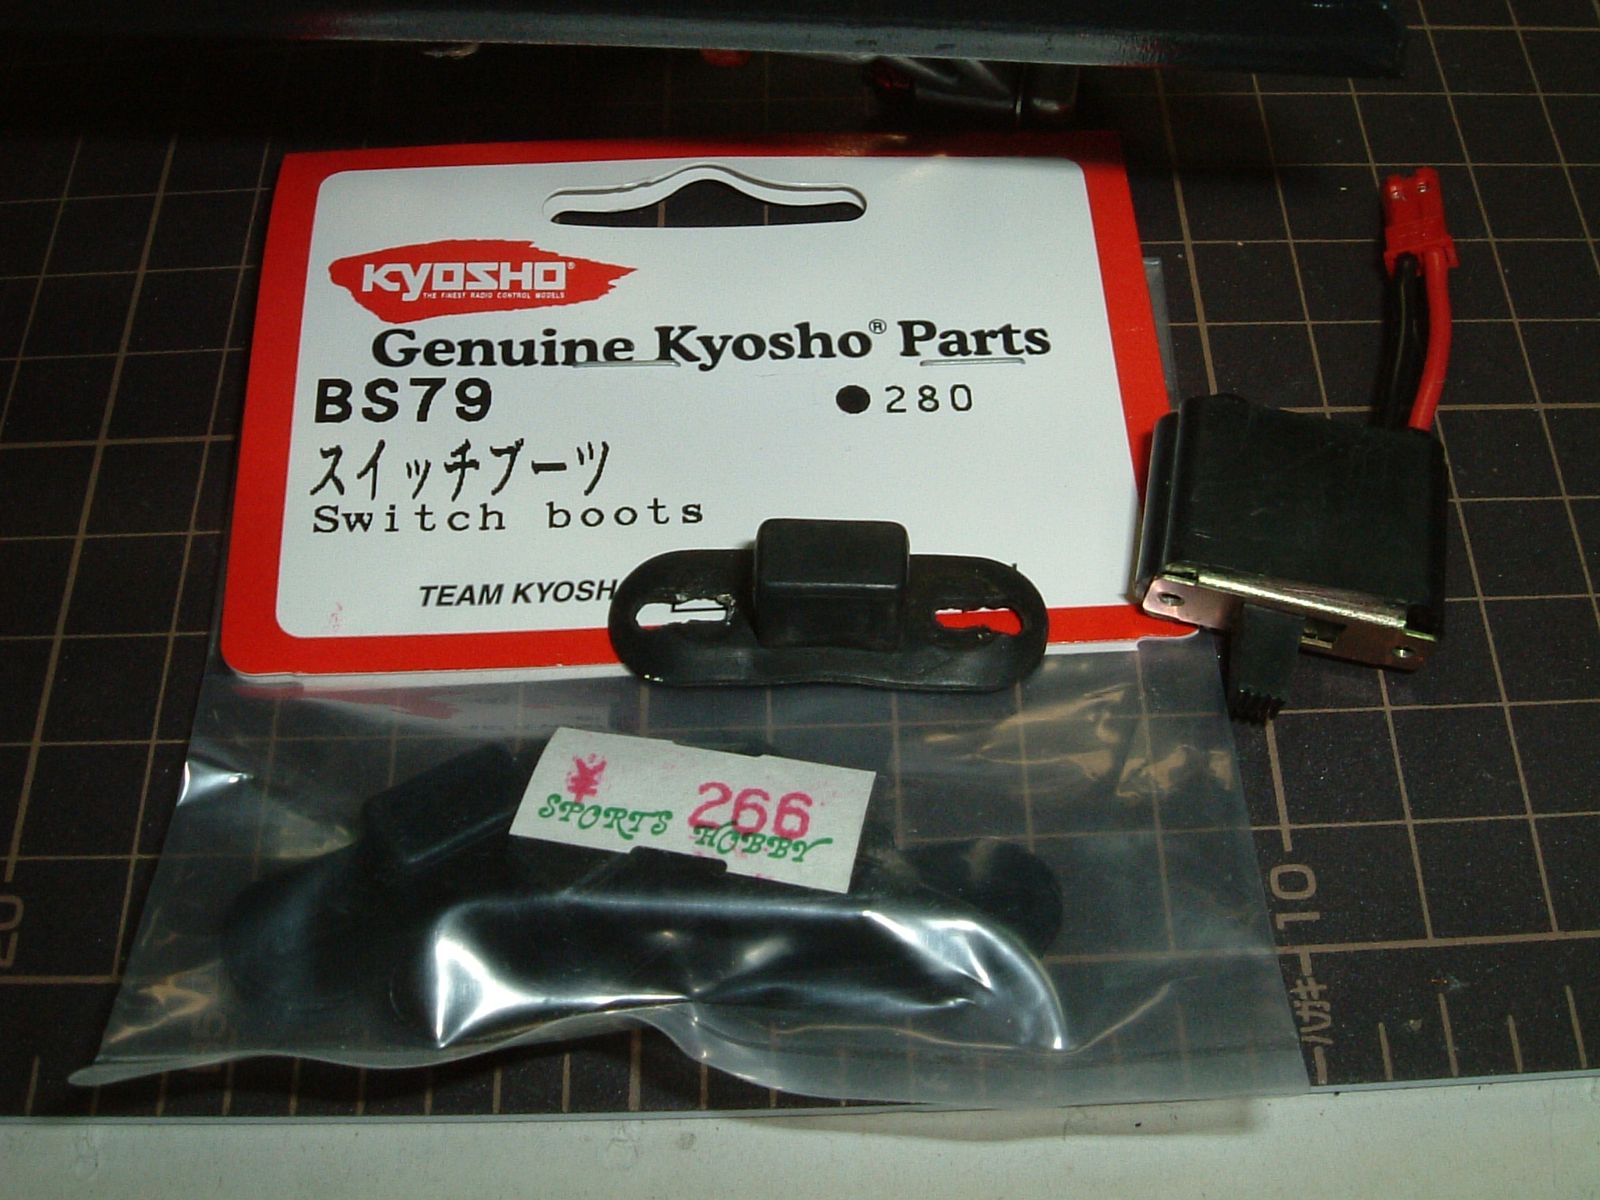 KYOSHO®
THE FINEST RADIO CONTROL MODELS
Genuine Kyosho® Parts
BS79 ●280
スイッチブーツ
Switch boots
TEAM KYOSH
¥ 266
SPORTS HOBBY
10
20